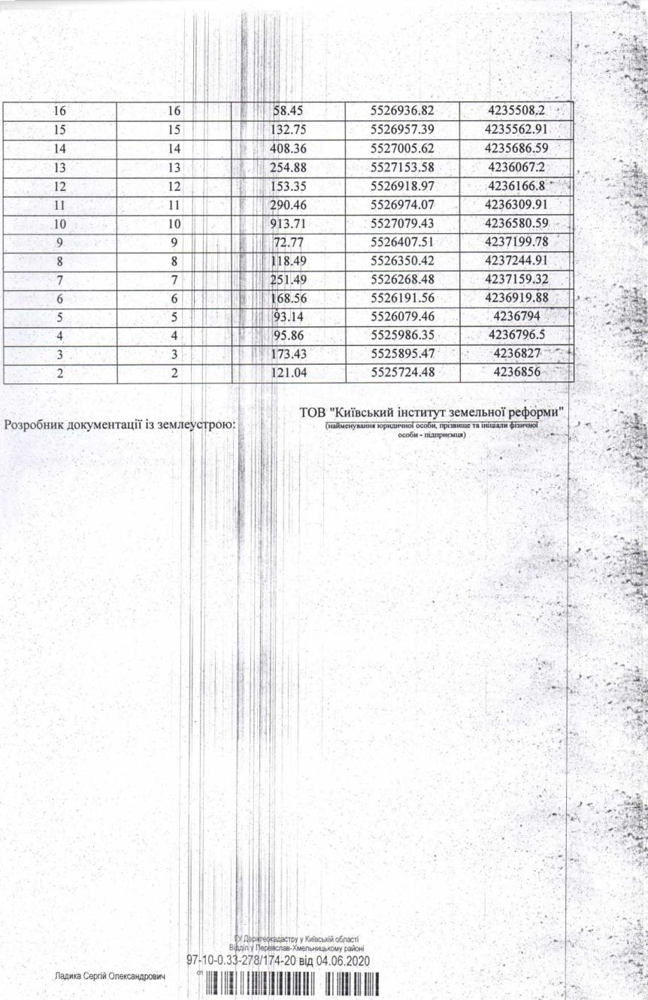 16 16 58.45 5526936.82 4235508.2
15 15 132.75 5526957.39 4235562.91
14 14 408.36 5527005.62 4235686.59
13 13 254.88 5527153.58 4236067.2
12 12 153.35 5526918.97 4236166.8
11 11 290.46 5526974.07 4236309.91
10 10 913.71 5527079.43 4236580.59
9 9 72.77 5526407.51 4237199.78
8 8 118.49 5526350.42 4237244.91
7 7 251.49 5526268.48 4237159.32
6 6 168.56 5526191.56 4236919.88
5 5 93.14 5526079.46 4236794
4 4 95.86 5525986.35 4236796.5
3 3 173.43 5525895.47 4236827
2 2 121.04 5525724.48 4236856
ТОВ "Київський інститут земельної реформи"
Розробник документації із землеустрою:
(найменування юридичної особи, прізвище та ініціали фізичної
особи - підприємця)
ГУ Держгеокадастру у Київській області
Відділ у Переяслав-Хмельницькому районі
97-10-0.33-278/174-20 від 04.06.2020
Ладика Сергій Олександрович
СП